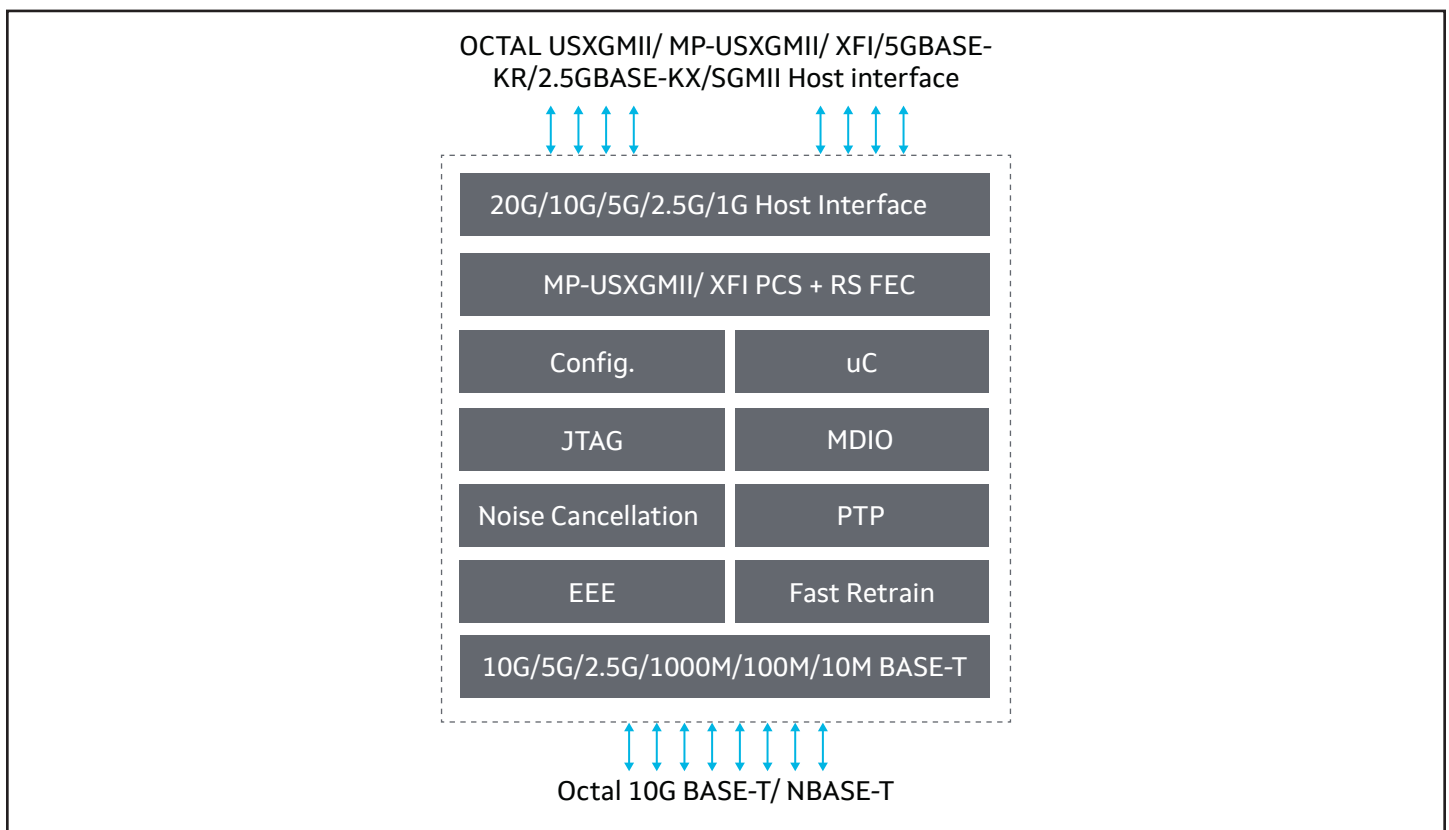 OCTAL USXGMII/ MP-USXGMII/ XFI/5GBASE-
KR/2.5GBASE-KX/SGMII Host interface
20G/10G/5G/2.5G/1G Host Interface
MP-USXGMII/ XFI PCS + RS FEC
Config.
uC
JTAG
MDIO
Noise Cancellation
PTP
EEE
Fast Retrain
10G/5G/2.5G/1000M/100M/10M BASE-T
Octal 10G BASE-T/ NBASE-T